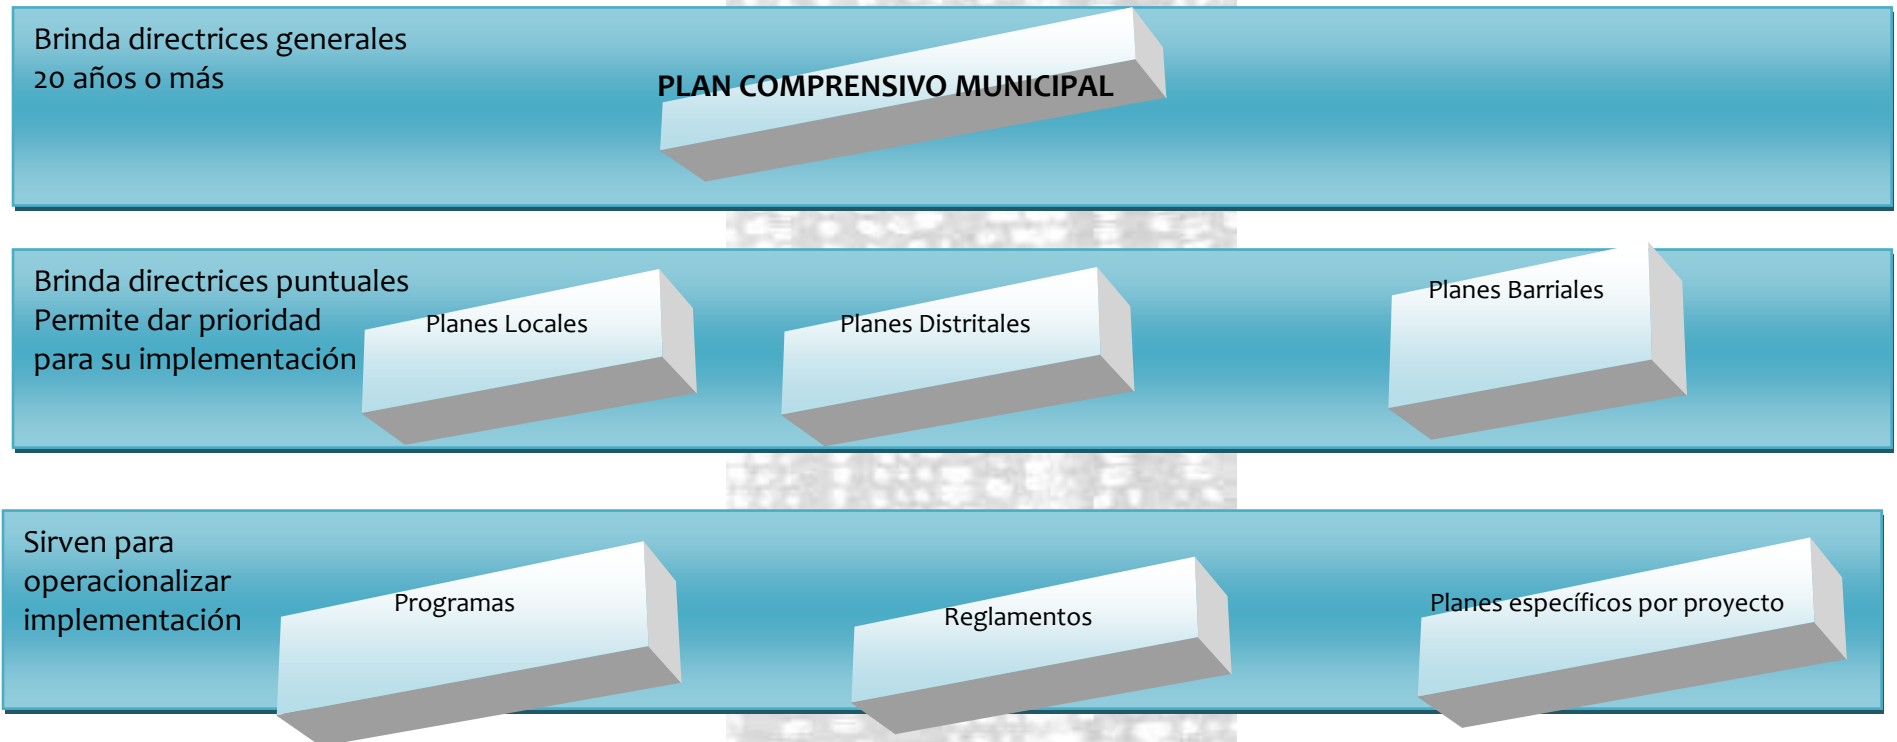 Brinda directrices generales
20 años o más
PLAN COMPRENSIVO MUNICIPAL
Brinda directrices puntuales
Permite dar prioridad
para su implementación
Planes Locales
Planes Distritales
Planes Barriales
Sirven para
operacionalizar
implementación
Programas
Reglamentos
Planes específicos por proyecto